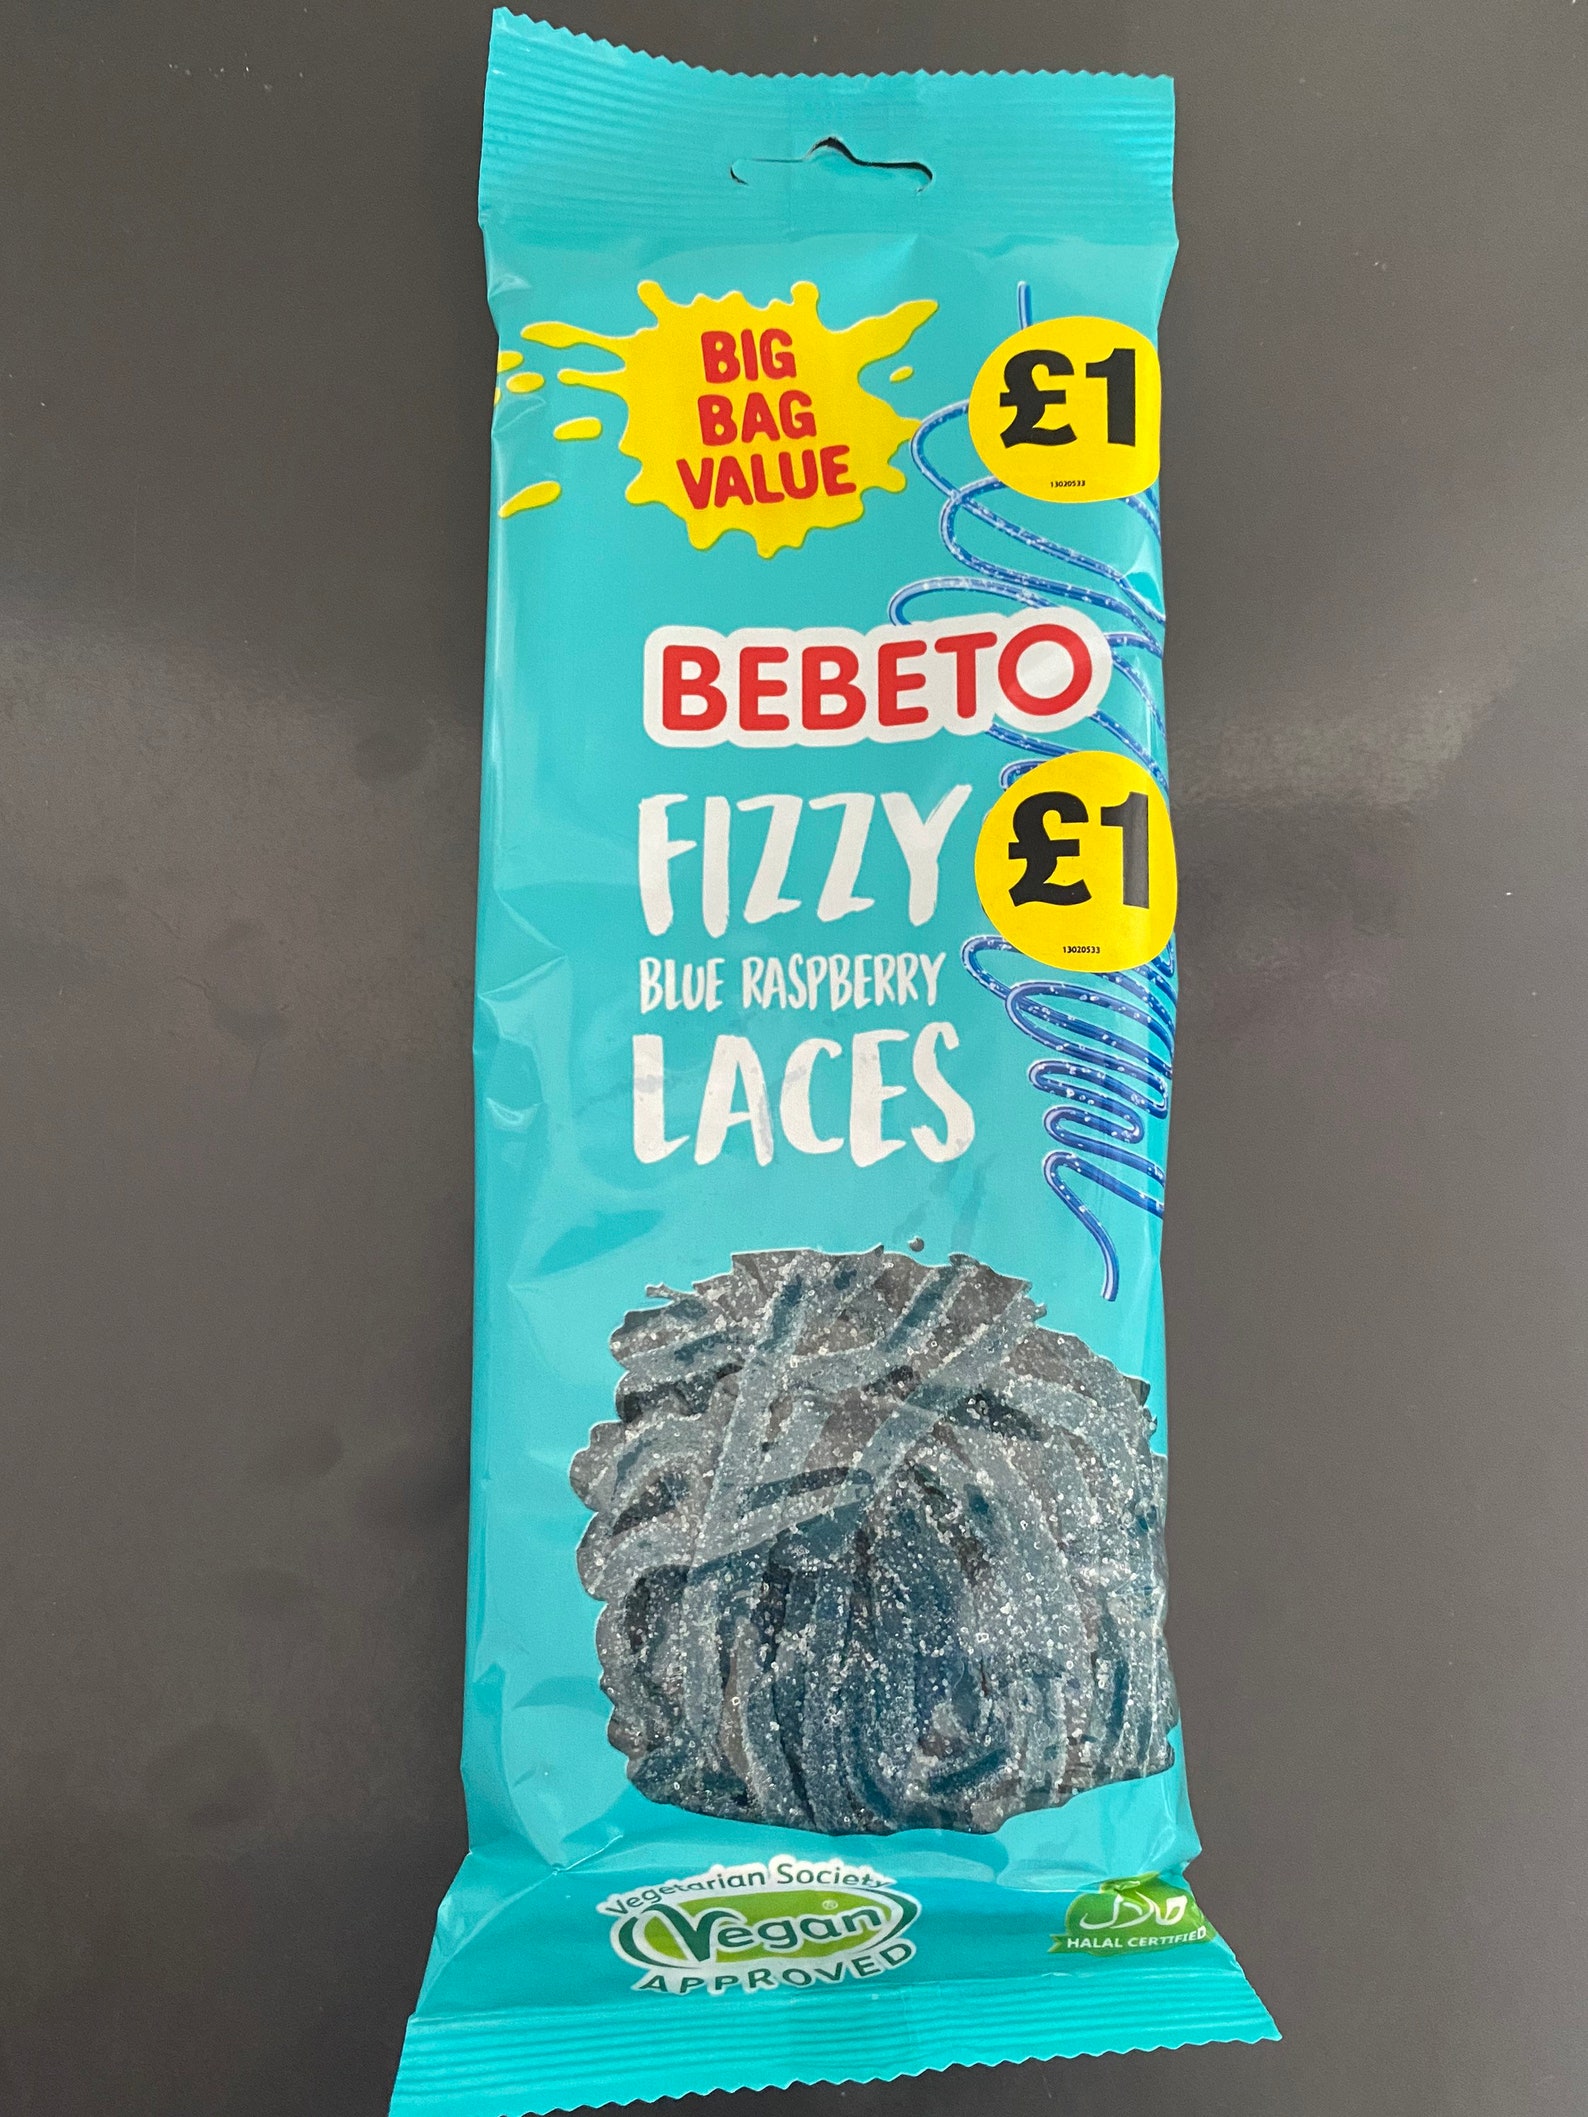 BIG
BAG
VALUE
£1
13020533
BEBETO
FIZZY
£1
13020533
BLUE RASPBERRY
LACES
Vegetarian Society
Vegan®
APPROVED
حلال
HALAL CERTIFIED